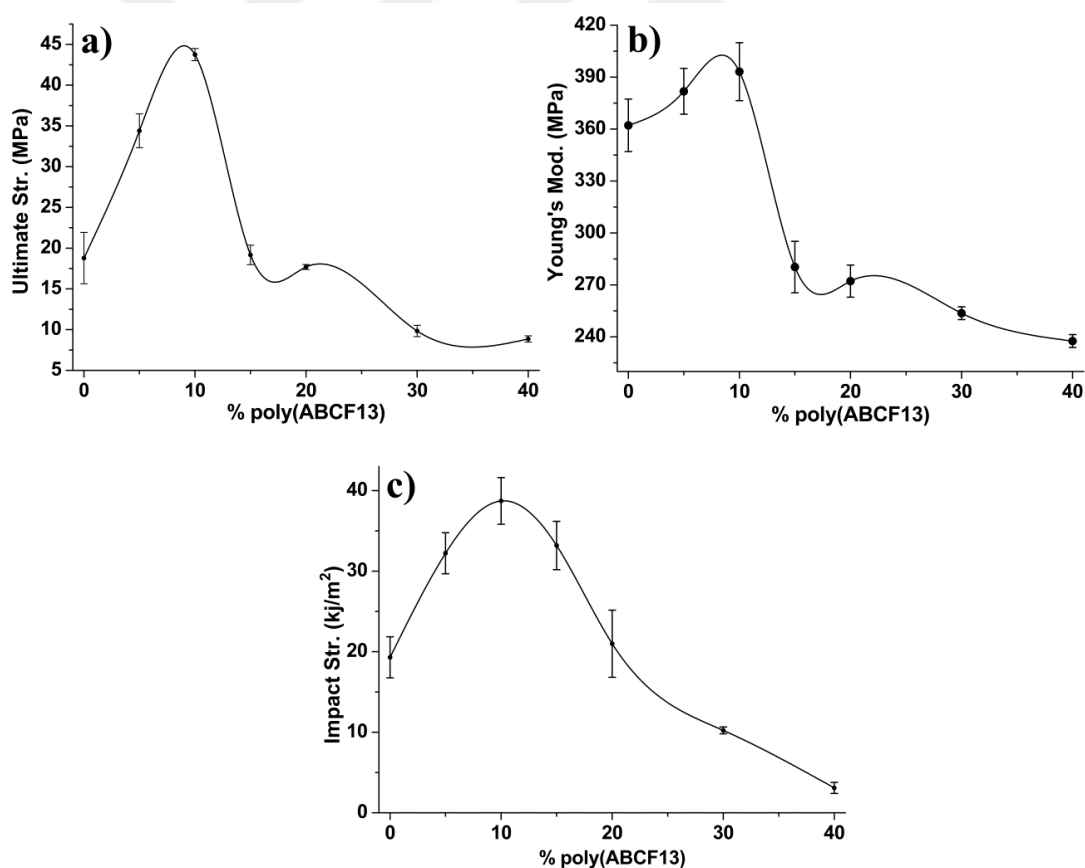 a)
45
40
35
30
25
20
15
10
5
Ultimate Str. (MPa)
0 10 20 30 40
% poly(ABCF13)
b)
420
390
360
330
300
270
240
Young's Mod. (MPa)
0 10 20 30 40
% poly(ABCF13)
c)
40
30
20
10
0
Impact Str. (kj/m²)
0 10 20 30 40
% poly(ABCF13)